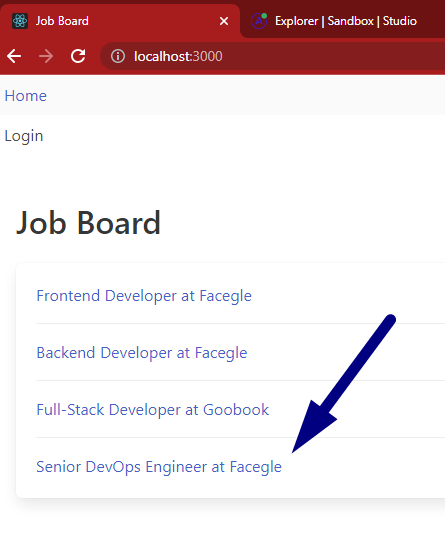 Job Board
Explorer | Sandbox | Studio
localhost:3000
Home
Login
Job Board
Frontend Developer at Facegle
Backend Developer at Facegle
Full-Stack Developer at Goobook
Senior DevOps Engineer at Facegle